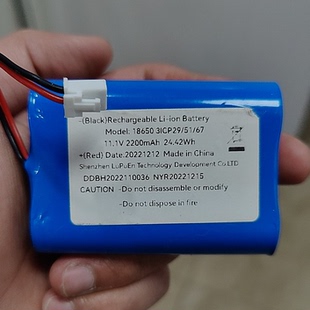 -(Black)Rechargeable Li-ion Battery
Model: 18650 3ICP29/51/67
11.1V 2200mAh 24.42Wh
+(Red) Date:20221212 Made in China
Shenzhen LuPuEn Technology Development Co.LTD
DDBH2022110036 NYR20221215
CAUTION -Do not disassemble or modify
-Do not dispose in fire